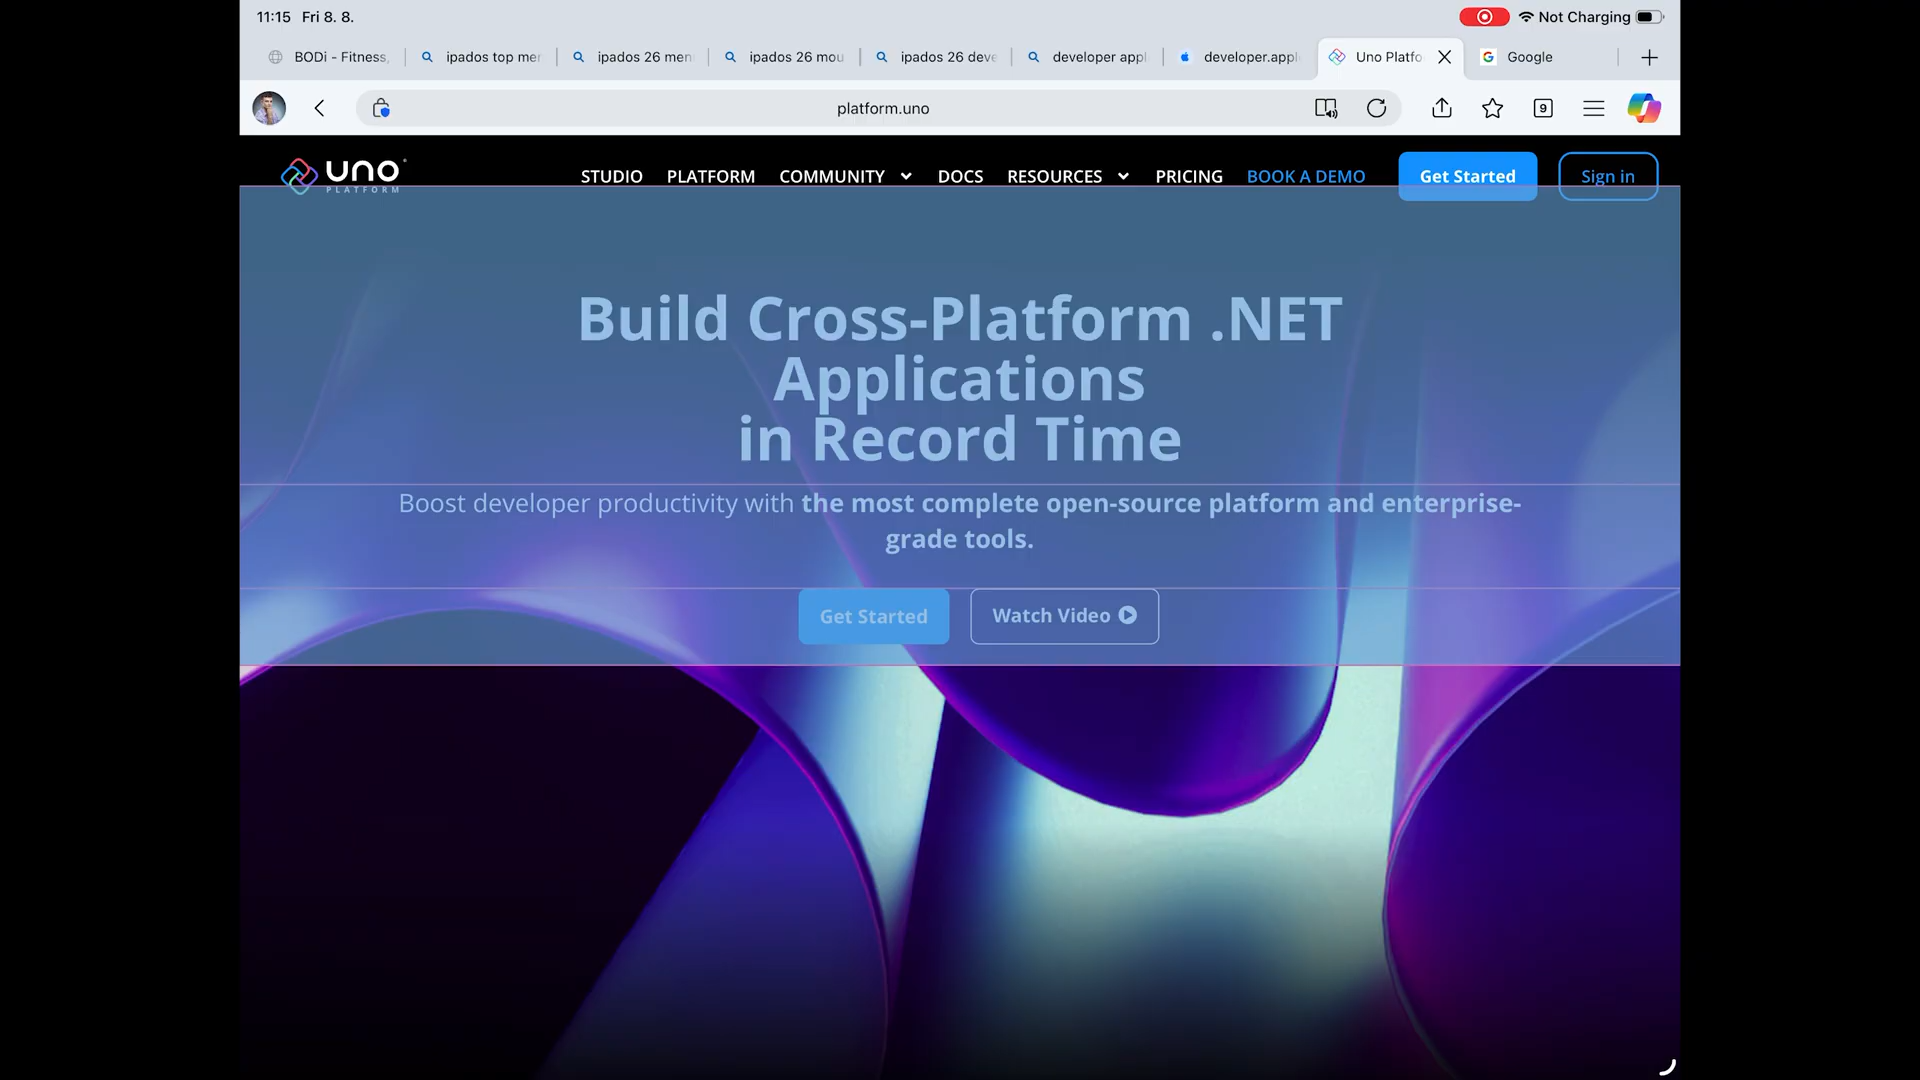 11:15 Fri 8. 8. Not Charging
BODi - Fitness, ipados top mer ipados 26 men ipados 26 mou ipados 26 deve developer appl developer.appl Uno Platfo Google
platform.uno 9
uno PLATFORM STUDIO PLATFORM COMMUNITY DOCS RESOURCES PRICING BOOK A DEMO Get Started Sign in
Build Cross-Platform .NET
Applications
in Record Time
Boost developer productivity with the most complete open-source platform and enterprise-
grade tools.
Get Started Watch Video